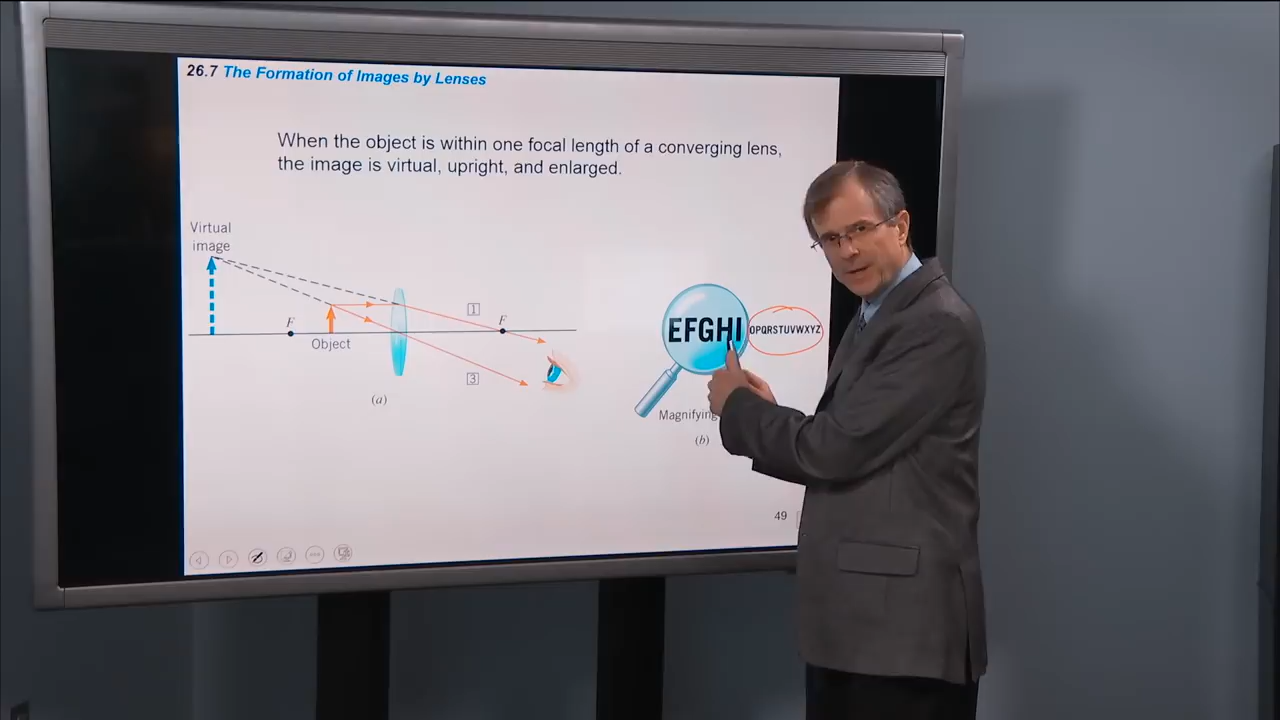 26.7 The Formation of Images by Lenses
When the object is within one focal length of a converging lens,
the image is virtual, upright, and enlarged.
Virtual
image
F
Object
1
F
3
(a)
EFGHI
OPQRSTUVWXYZ
Magnifying
(b)
49